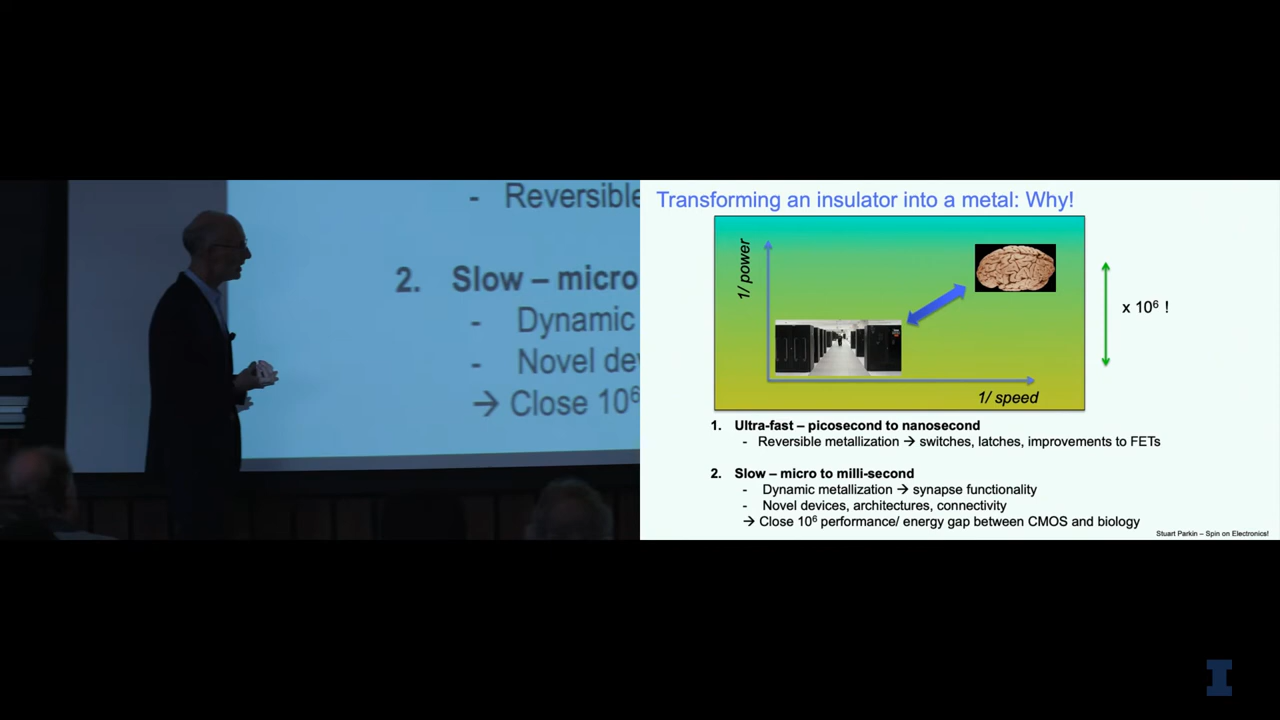 - Reversible
2. Slow – micro
- Dynamic
- Novel de
→ Close 10⁶
Transforming an insulator into a metal: Why!
1/ power
x 10⁶ !
1/ speed
1. Ultra-fast – picosecond to nanosecond
- Reversible metallization → switches, latches, improvements to FETs
2. Slow – micro to milli-second
- Dynamic metallization → synapse functionality
- Novel devices, architectures, connectivity
→ Close 10⁶ performance/ energy gap between CMOS and biology
Stuart Parkin – Spin on Electronics!
I